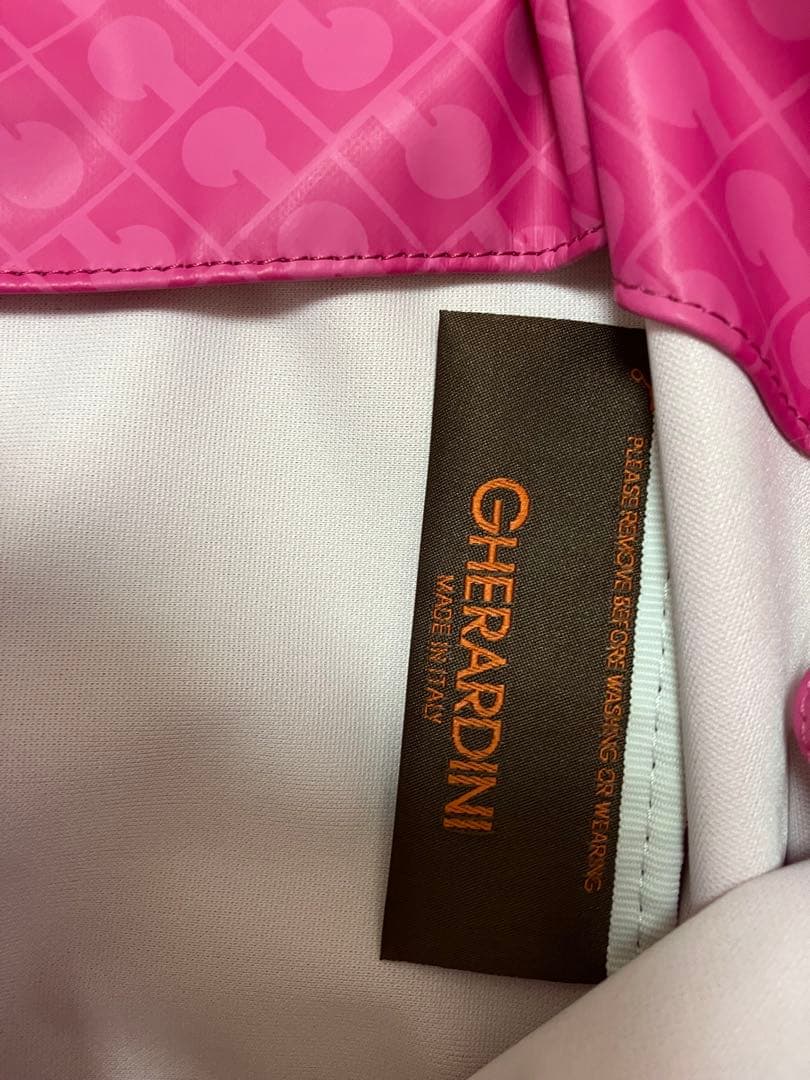 PLEASE REMOVE BEFORE WASHING OR WEARING
GHERARDINI
MADE IN ITALY